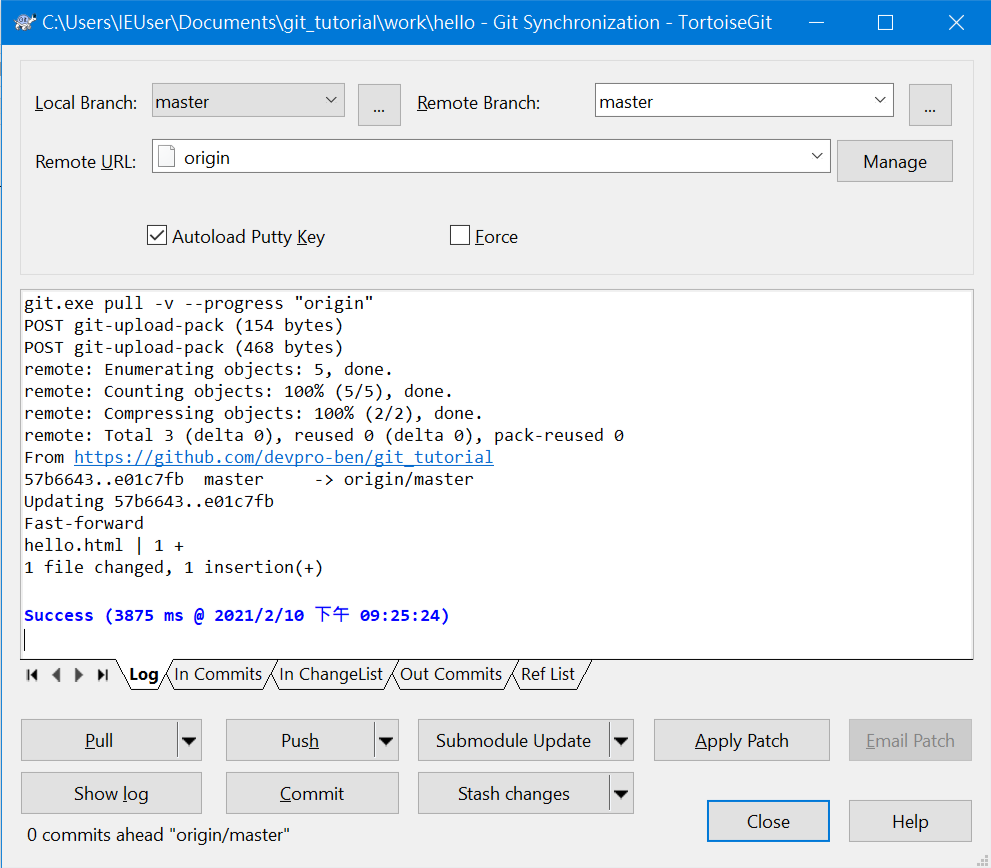 C:\Users\IEUser\Documents\git_tutorial\work\hello - Git Synchronization - TortoiseGit
Local Branch: master ... Remote Branch: master ...
Remote URL: origin Manage
Autoload Putty Key Force
git.exe pull -v --progress "origin"
POST git-upload-pack (154 bytes)
POST git-upload-pack (468 bytes)
remote: Enumerating objects: 5, done.
remote: Counting objects: 100% (5/5), done.
remote: Compressing objects: 100% (2/2), done.
remote: Total 3 (delta 0), reused 0 (delta 0), pack-reused 0
From https://github.com/devpro-ben/git_tutorial
57b6643..e01c7fb  master     -> origin/master
Updating 57b6643..e01c7fb
Fast-forward
hello.html | 1 +
1 file changed, 1 insertion(+)
Success (3875 ms @ 2021/2/10 下午 09:25:24)
Log In Commits In ChangeList Out Commits Ref List
Pull Push Submodule Update Apply Patch Email Patch
Show log Commit Stash changes
Close Help
0 commits ahead "origin/master"